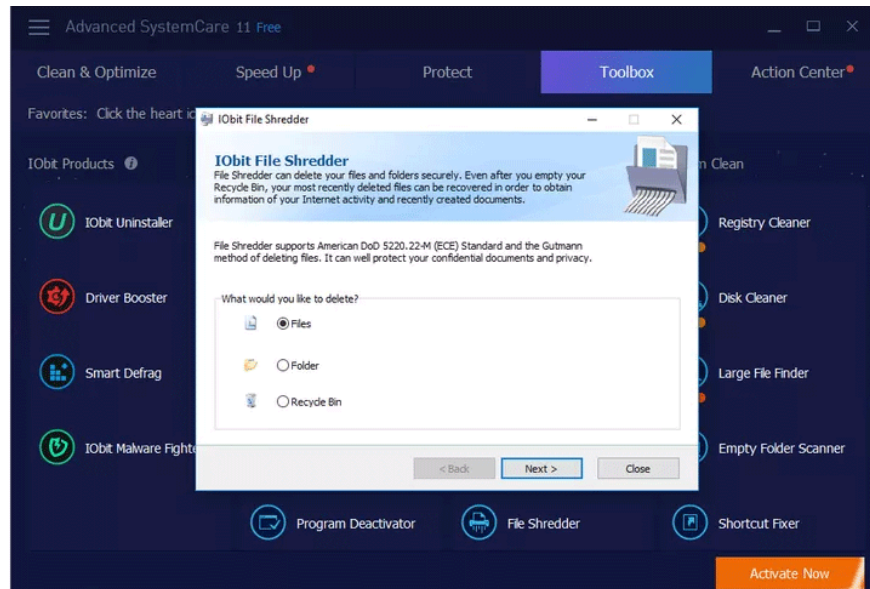 Advanced SystemCare 11 Free
Clean & Optimize
Speed Up
Protect
Toolbox
Action Center
Favorites: Click the heart ic
IObit Products
n Clean
IObit Uninstaller
Driver Booster
Smart Defrag
IObit Malware Fighte
IObit File Shredder
IObit File Shredder
File Shredder can delete your files and folders securely. Even after you empty your
Recycle Bin, your most recently deleted files can be recovered in order to obtain
information of your Internet activity and recently created documents.
File Shredder supports American DoD 5220.22-M (ECE) Standard and the Gutmann
method of deleting files. It can well protect your confidential documents and privacy.
What would you like to delete?
Files
Folder
Recycle Bin
< Back
Next >
Close
Registry Cleaner
Disk Cleaner
Large File Finder
Empty Folder Scanner
Program Deactivator
File Shredder
Shortcut Fixer
Activate Now